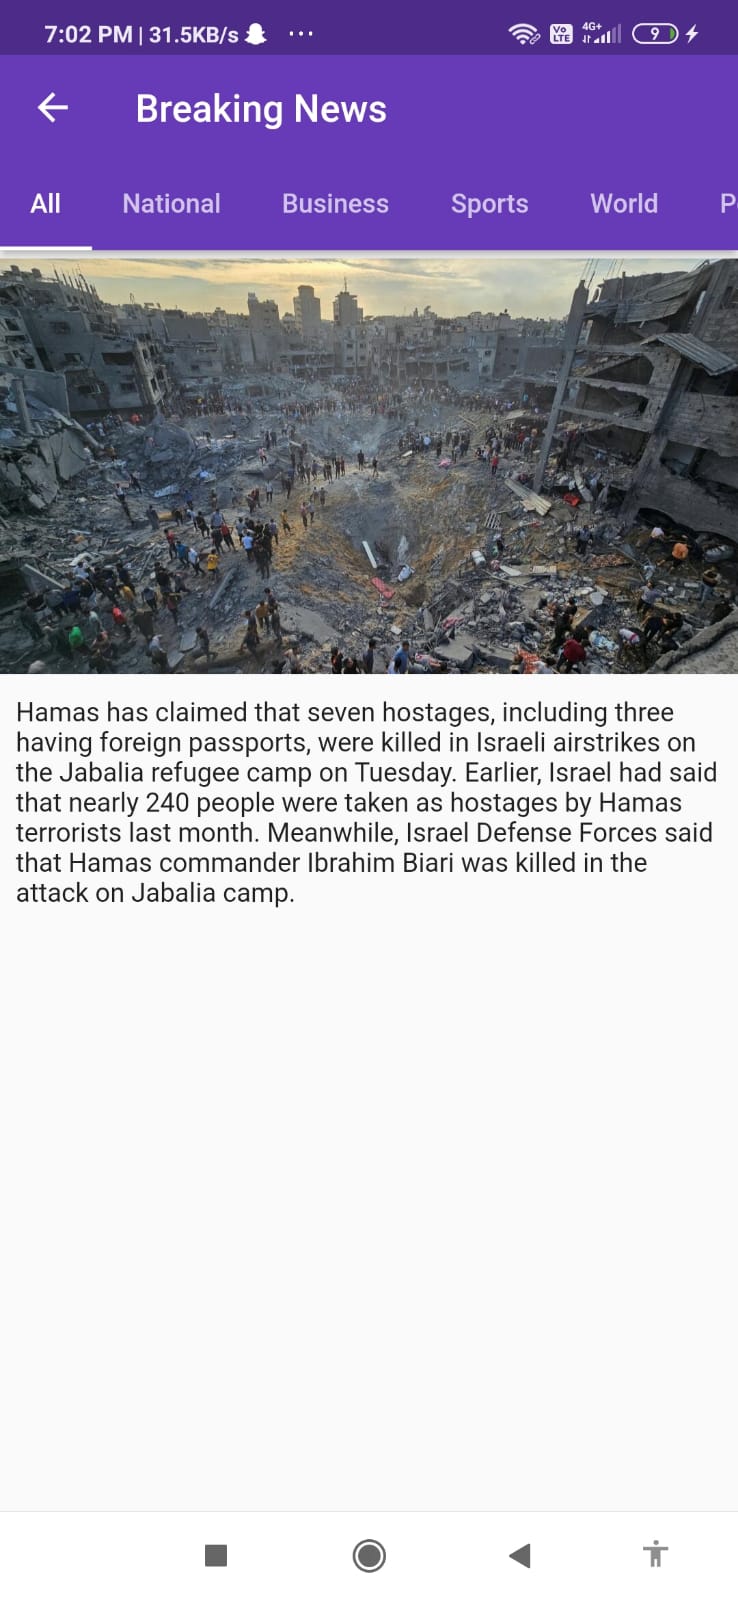 7:02 PM | 31.5KB/s ...
Vo LTE 4G+ 9
Breaking News
All National Business Sports World P
Hamas has claimed that seven hostages, including three
having foreign passports, were killed in Israeli airstrikes on
the Jabalia refugee camp on Tuesday. Earlier, Israel had said
that nearly 240 people were taken as hostages by Hamas
terrorists last month. Meanwhile, Israel Defense Forces said
that Hamas commander Ibrahim Biari was killed in the
attack on Jabalia camp.